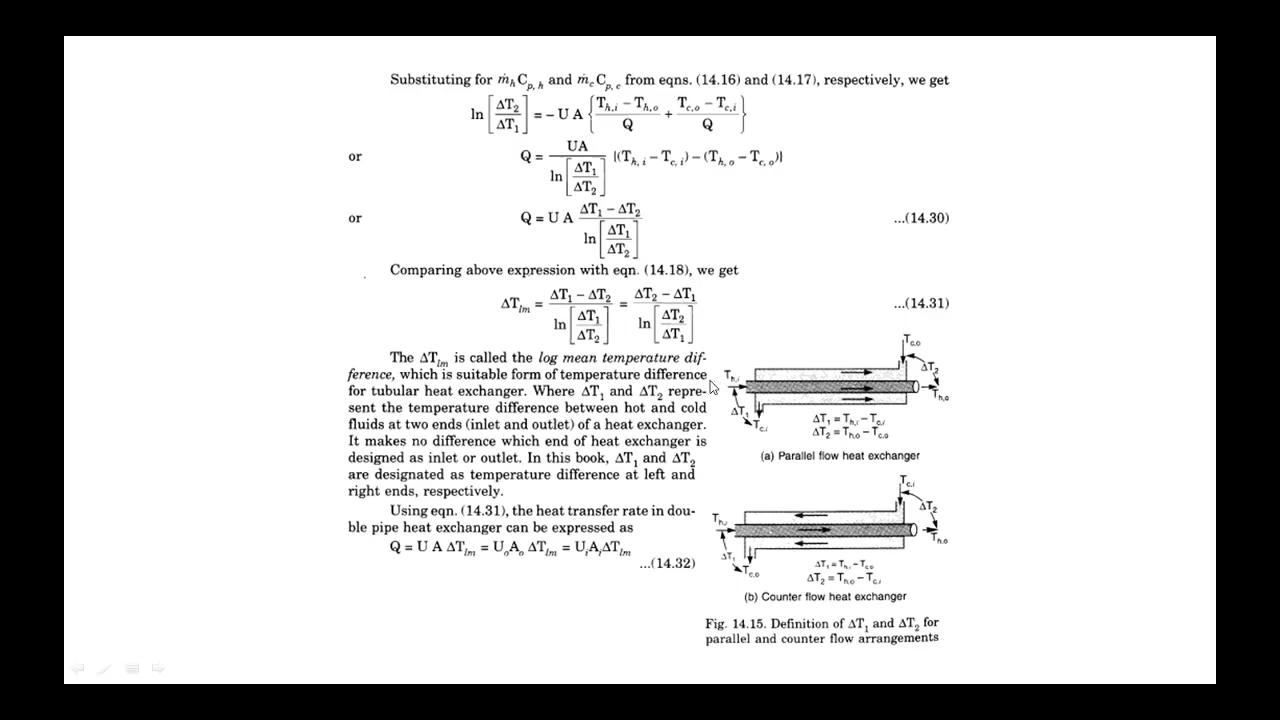 Substituting for ṁ_h C_p, h and ṁ_c C_p, c from eqns. (14.16) and (14.17), respectively, we get
ln [ΔT₂/ΔT₁] = – U A {(T_h,i – T_h,o)/Q + (T_c,o – T_c,i)/Q}
or Q = UA/ln [ΔT₁/ΔT₂] |(T_h, i – T_c, i) – (T_h, o – T_c, o)|
or Q = U A (ΔT₁ – ΔT₂)/ln [ΔT₁/ΔT₂] ...(14.30)
Comparing above expression with eqn. (14.18), we get
ΔT_lm = (ΔT₁ – ΔT₂)/ln [ΔT₁/ΔT₂] = (ΔT₂ – ΔT₁)/ln [ΔT₂/ΔT₁] ...(14.31)
The ΔT_lm is called the log mean temperature dif-
ference, which is suitable form of temperature difference
for tubular heat exchanger. Where ΔT₁ and ΔT₂ repre-
sent the temperature difference between hot and cold
fluids at two ends (inlet and outlet) of a heat exchanger.
It makes no difference which end of heat exchanger is
designed as inlet or outlet. In this book, ΔT₁ and ΔT₂
are designated as temperature difference at left and
right ends, respectively.
Using eqn. (14.31), the heat transfer rate in dou-
ble pipe heat exchanger can be expressed as
Q = U A ΔT_lm = U_o A_o ΔT_lm = U_i A_i ΔT_lm
...(14.32)
T_c,o
ΔT₂
T_h,i
T_h,o
ΔT₁
T_c,i
ΔT₁ = T_h,i – T_c,i
ΔT₂ = T_h,o – T_c,o
(a) Parallel flow heat exchanger
T_c,i
ΔT₂
T_h,i
T_h,o
ΔT₁
T_c,o
ΔT₁ = T_h,i – T_c,o
ΔT₂ = T_h,o – T_c,i
(b) Counter flow heat exchanger
Fig. 14.15. Definition of ΔT₁ and ΔT₂ for
parallel and counter flow arrangements